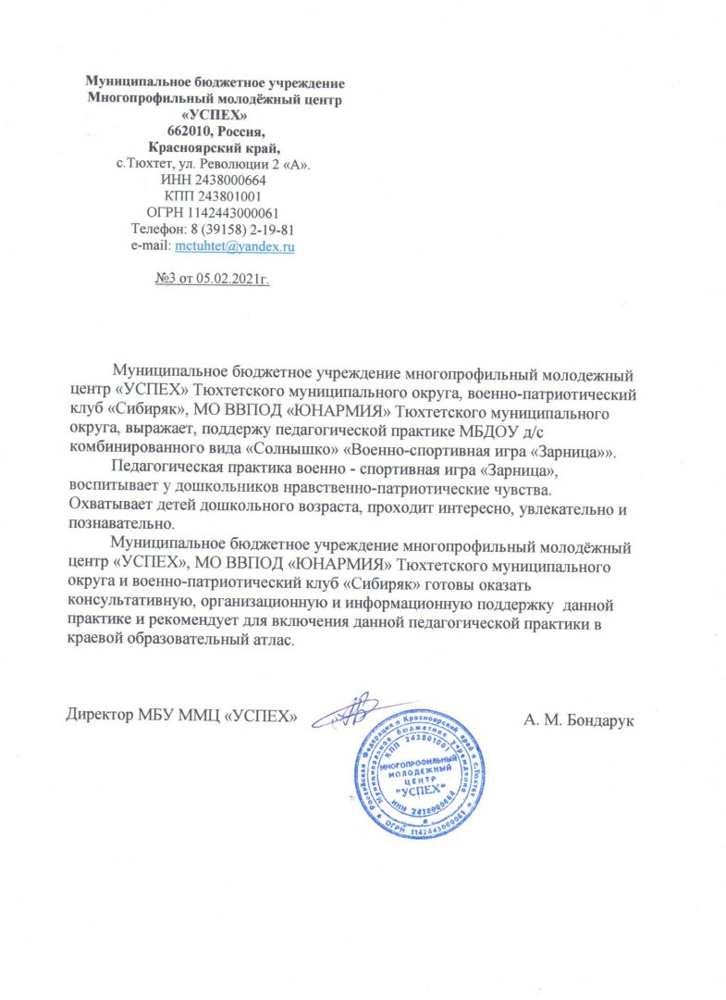 Муниципальное бюджетное учреждение
Многопрофильный молодёжный центр
«УСПЕХ»
662010, Россия,
Красноярский край,
с.Тюхтет, ул. Революции 2 «А».
ИНН 2438000664
КПП 243801001
ОГРН 1142443000061
Телефон: 8 (39158) 2-19-81
e-mail: mctuhtet@yandex.ru
№3 от 05.02.2021г.
Муниципальное бюджетное учреждение многопрофильный молодежный
центр «УСПЕХ» Тюхтетского муниципального округа, военно-патриотический
клуб «Сибиряк», МО ВВПОД «ЮНАРМИЯ» Тюхтетского муниципального
округа, выражает, поддержу педагогической практике МБДОУ д/с
комбинированного вида «Солнышко» «Военно-спортивная игра «Зарница»».
Педагогическая практика военно - спортивная игра «Зарница»,
воспитывает у дошкольников нравственно-патриотические чувства.
Охватывает детей дошкольного возраста, проходит интересно, увлекательно и
познавательно.
Муниципальное бюджетное учреждение многопрофильный молодёжный
центр «УСПЕХ», МО ВВПОД «ЮНАРМИЯ» Тюхтетского муниципального
округа и военно-патриотический клуб «Сибиряк» готовы оказать
консультативную, организационную и информационную поддержку данной
практике и рекомендует для включения данной педагогической практики в
краевой образовательный атлас.
Директор МБУ ММЦ «УСПЕХ»
А. М. Бондарук
Российская Федерация * Красноярский край * с.Тюхтет * ОГРН 1142443000061 *
Муниципальное бюджетное учреждение *
КПП 243801001
МНОГОПРОФИЛЬНЫЙ
МОЛОДЕЖНЫЙ
ЦЕНТР
"УСПЕХ"
ИНН 2438000664